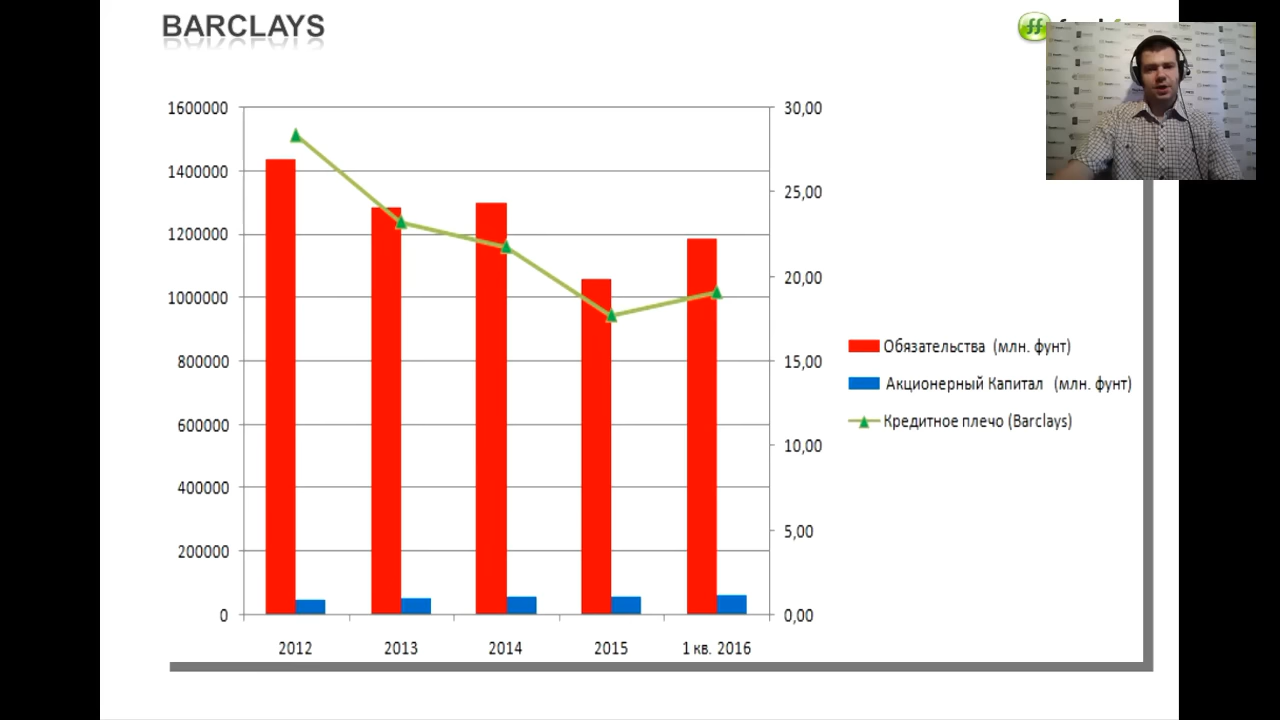 BARCLAYS
ff
1600000
1400000
1200000
1000000
800000
600000
400000
200000
0
30,00
25,00
20,00
15,00
10,00
5,00
0,00
2012 2013 2014 2015 1 кв. 2016
Обязательства (млн. фунт)
Акционерный Капитал (млн. фунт)
Кредитное плечо (Barclays)